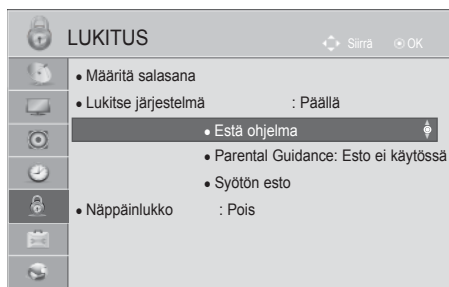 LUKITUS
Siirrä
OK
• Määritä salasana
• Lukitse järjestelmä : Päällä
• Estä ohjelma
• Parental Guidance: Esto ei käytössä
• Syötön esto
• Näppäinlukko : Pois